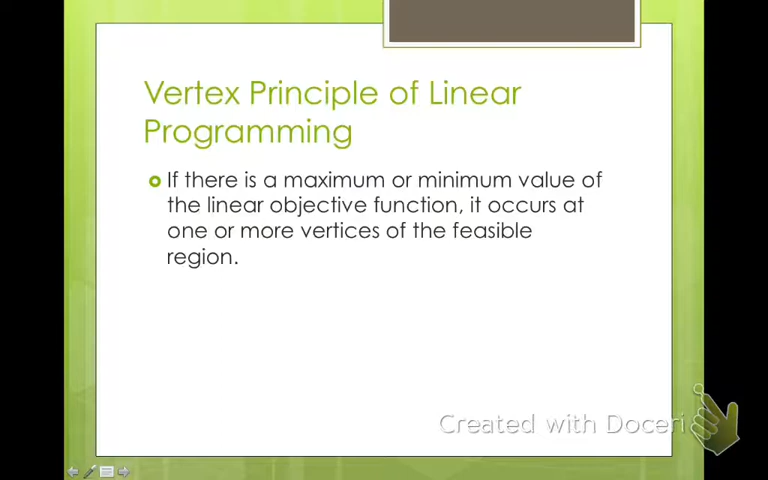 Vertex Principle of Linear
Programming
If there is a maximum or minimum value of
the linear objective function, it occurs at
one or more vertices of the feasible
region.
Created with Doceri